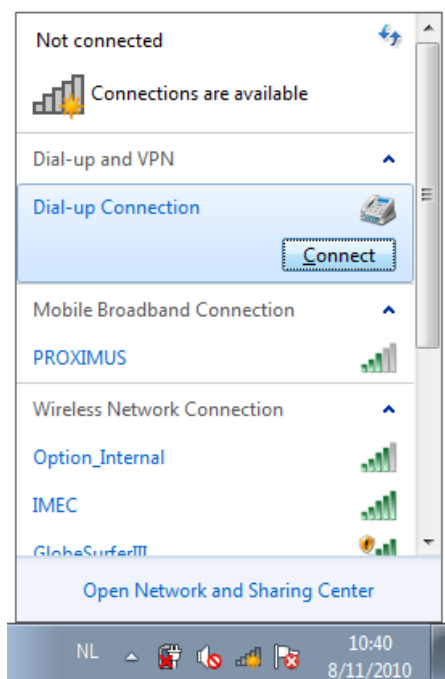 Not connected
Connections are available
Dial-up and VPN
Dial-up Connection
Connect
Mobile Broadband Connection
PROXIMUS
Wireless Network Connection
Option_Internal
IMEC
GlobeSurferIII
Open Network and Sharing Center
NL
10:40
8/11/2010